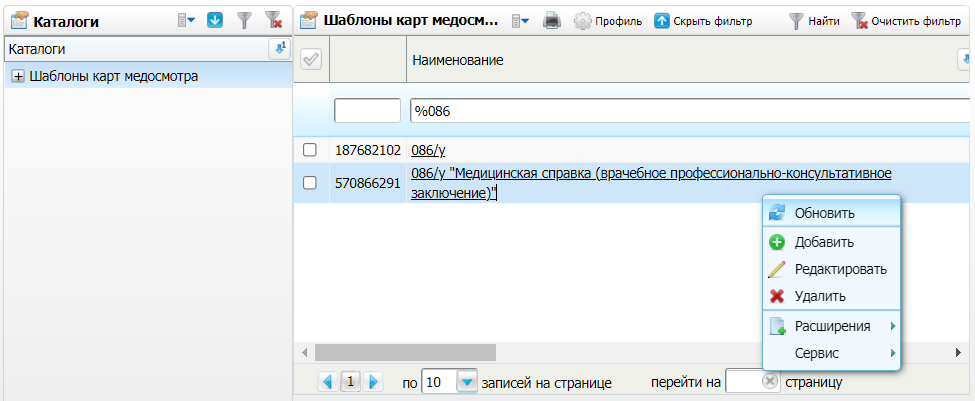 Каталоги
Каталоги
Шаблоны карт медосмотра
Шаблоны карт медосм... Профиль Скрыть фильтр Найти Очистить фильтр
Наименование
%086
187682102 086/у
570866291 086/у "Медицинская справка (врачебное профессионально-консультативное
заключение)"
Обновить
Добавить
Редактировать
Удалить
Расширения
Сервис
1 по 10 записей на странице перейти на страницу